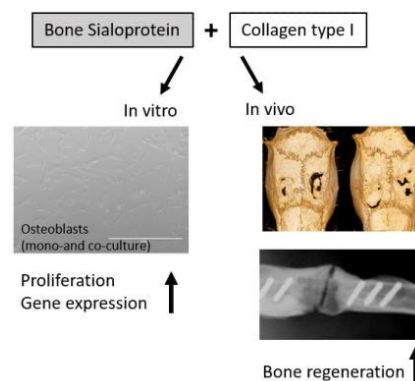 Bone Sialoprotein + Collagen type I
In vitro
In vivo
Osteoblasts
(mono-and co-culture)
Proliferation
Gene expression
Bone regeneration